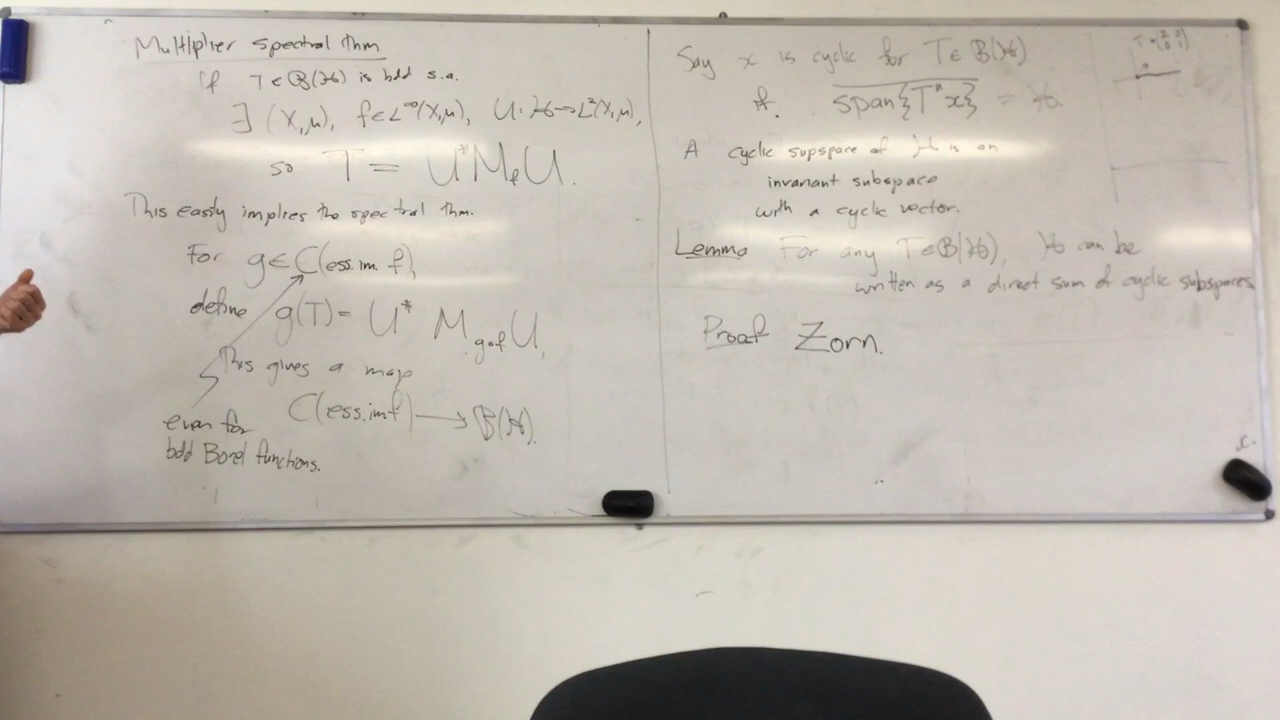 Multiplier spectral thm
If T ∈ B(H) is bdd s.a.
∃ (X,μ), f∈L^∞(X,μ), U: H→L²(X,μ),
so T = U* M_f U.
This easily implies the spectral thm.
For g ∈ C(ess.im. f),
define g(T) = U* M_{g∘f} U,
This gives a map
C(ess.im f) → B(H).
even for
bdd Borel functions.
Say x is cyclic for T ∈ B(H)
if. \overline{span{Tⁿx}} = H.
A cyclic supspace of H is an
invariant subspace
with a cyclic vector.
Lemma For any T∈B(H), H can be
written as a direct sum of cyclic subspaces
Proof Zorn.